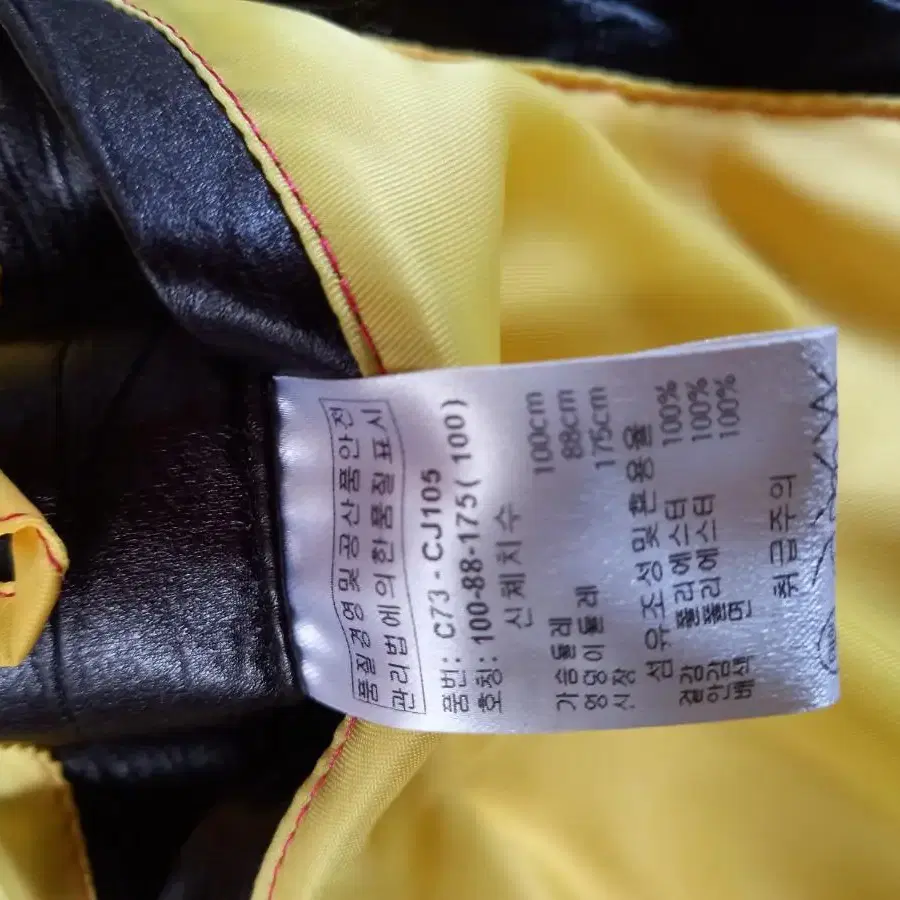 품질경영및공산품안전
관리법에의한품질표시
품번: C73 - CJ105
호칭: 100-88-175( 100)
신체치수
가슴둘레 100cm
엉덩이둘레 88cm
신장 175cm
섬유조성및혼용율
겉감 폴리에스터 100%
안감 폴리에스터 100%
배색 면 100%
취급주의